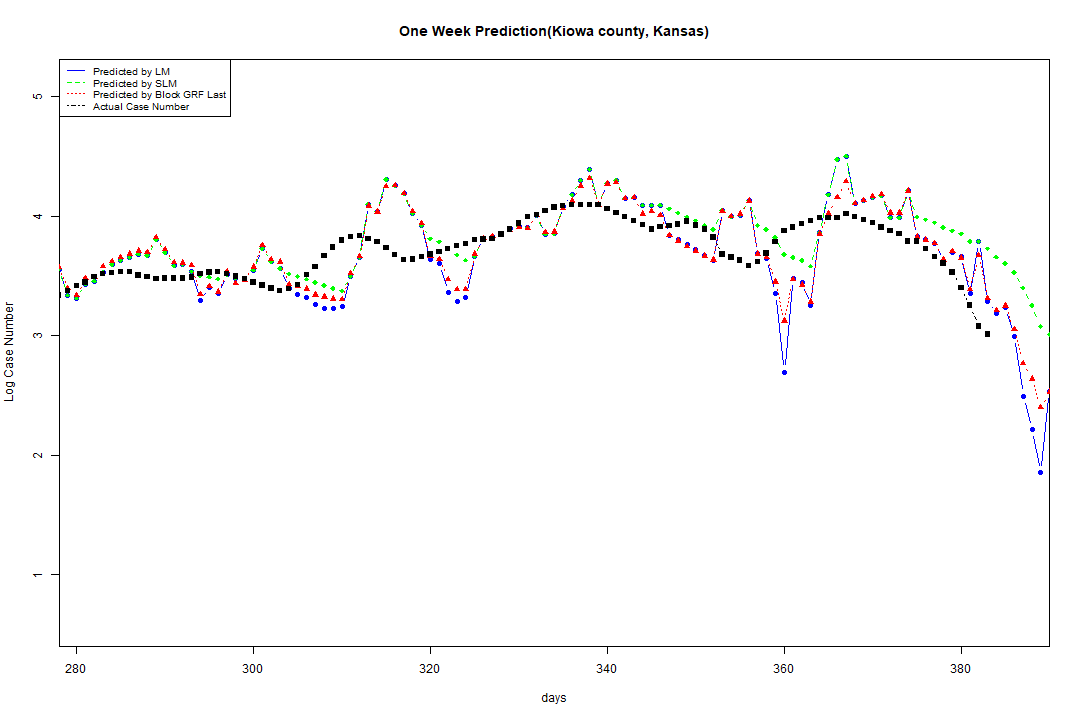 One Week Prediction(Kiowa county, Kansas)
Predicted by LM
Predicted by SLM
Predicted by Block GRF Last
Actual Case Number
5
4
3
2
1
Log Case Number
280 300 320 340 360 380
days